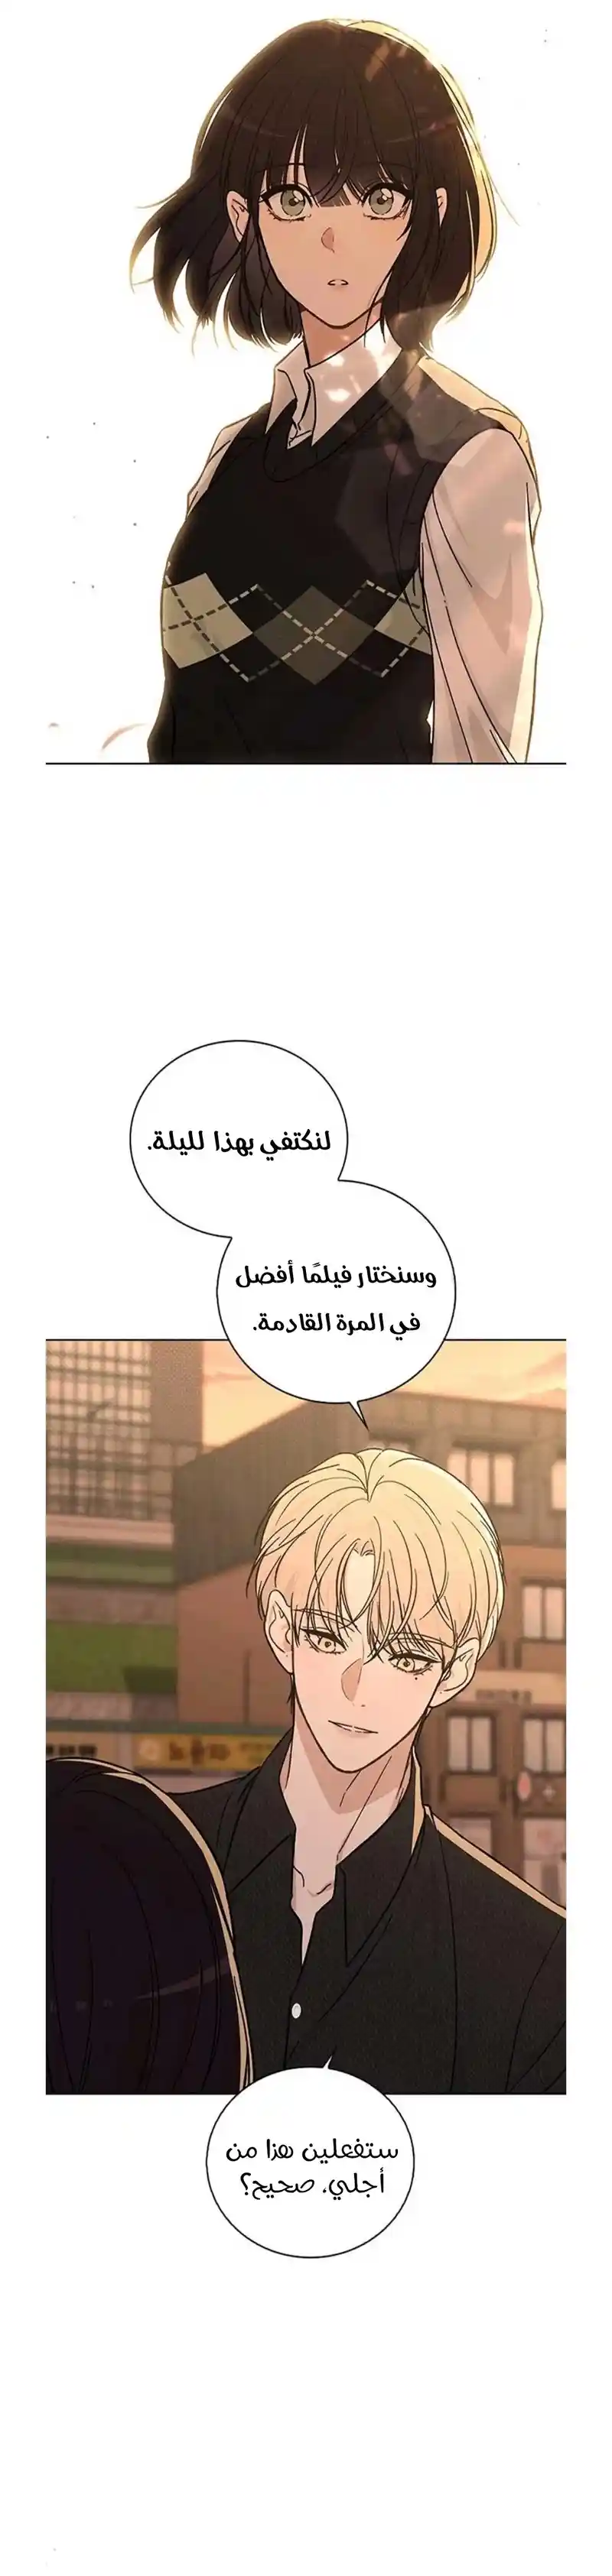 لنكتفي بهذا لليلة.
وسنختار فيلمًا أفضل
في المرة القادمة.
ستفعلين هذا من
أجلي، صحيح؟